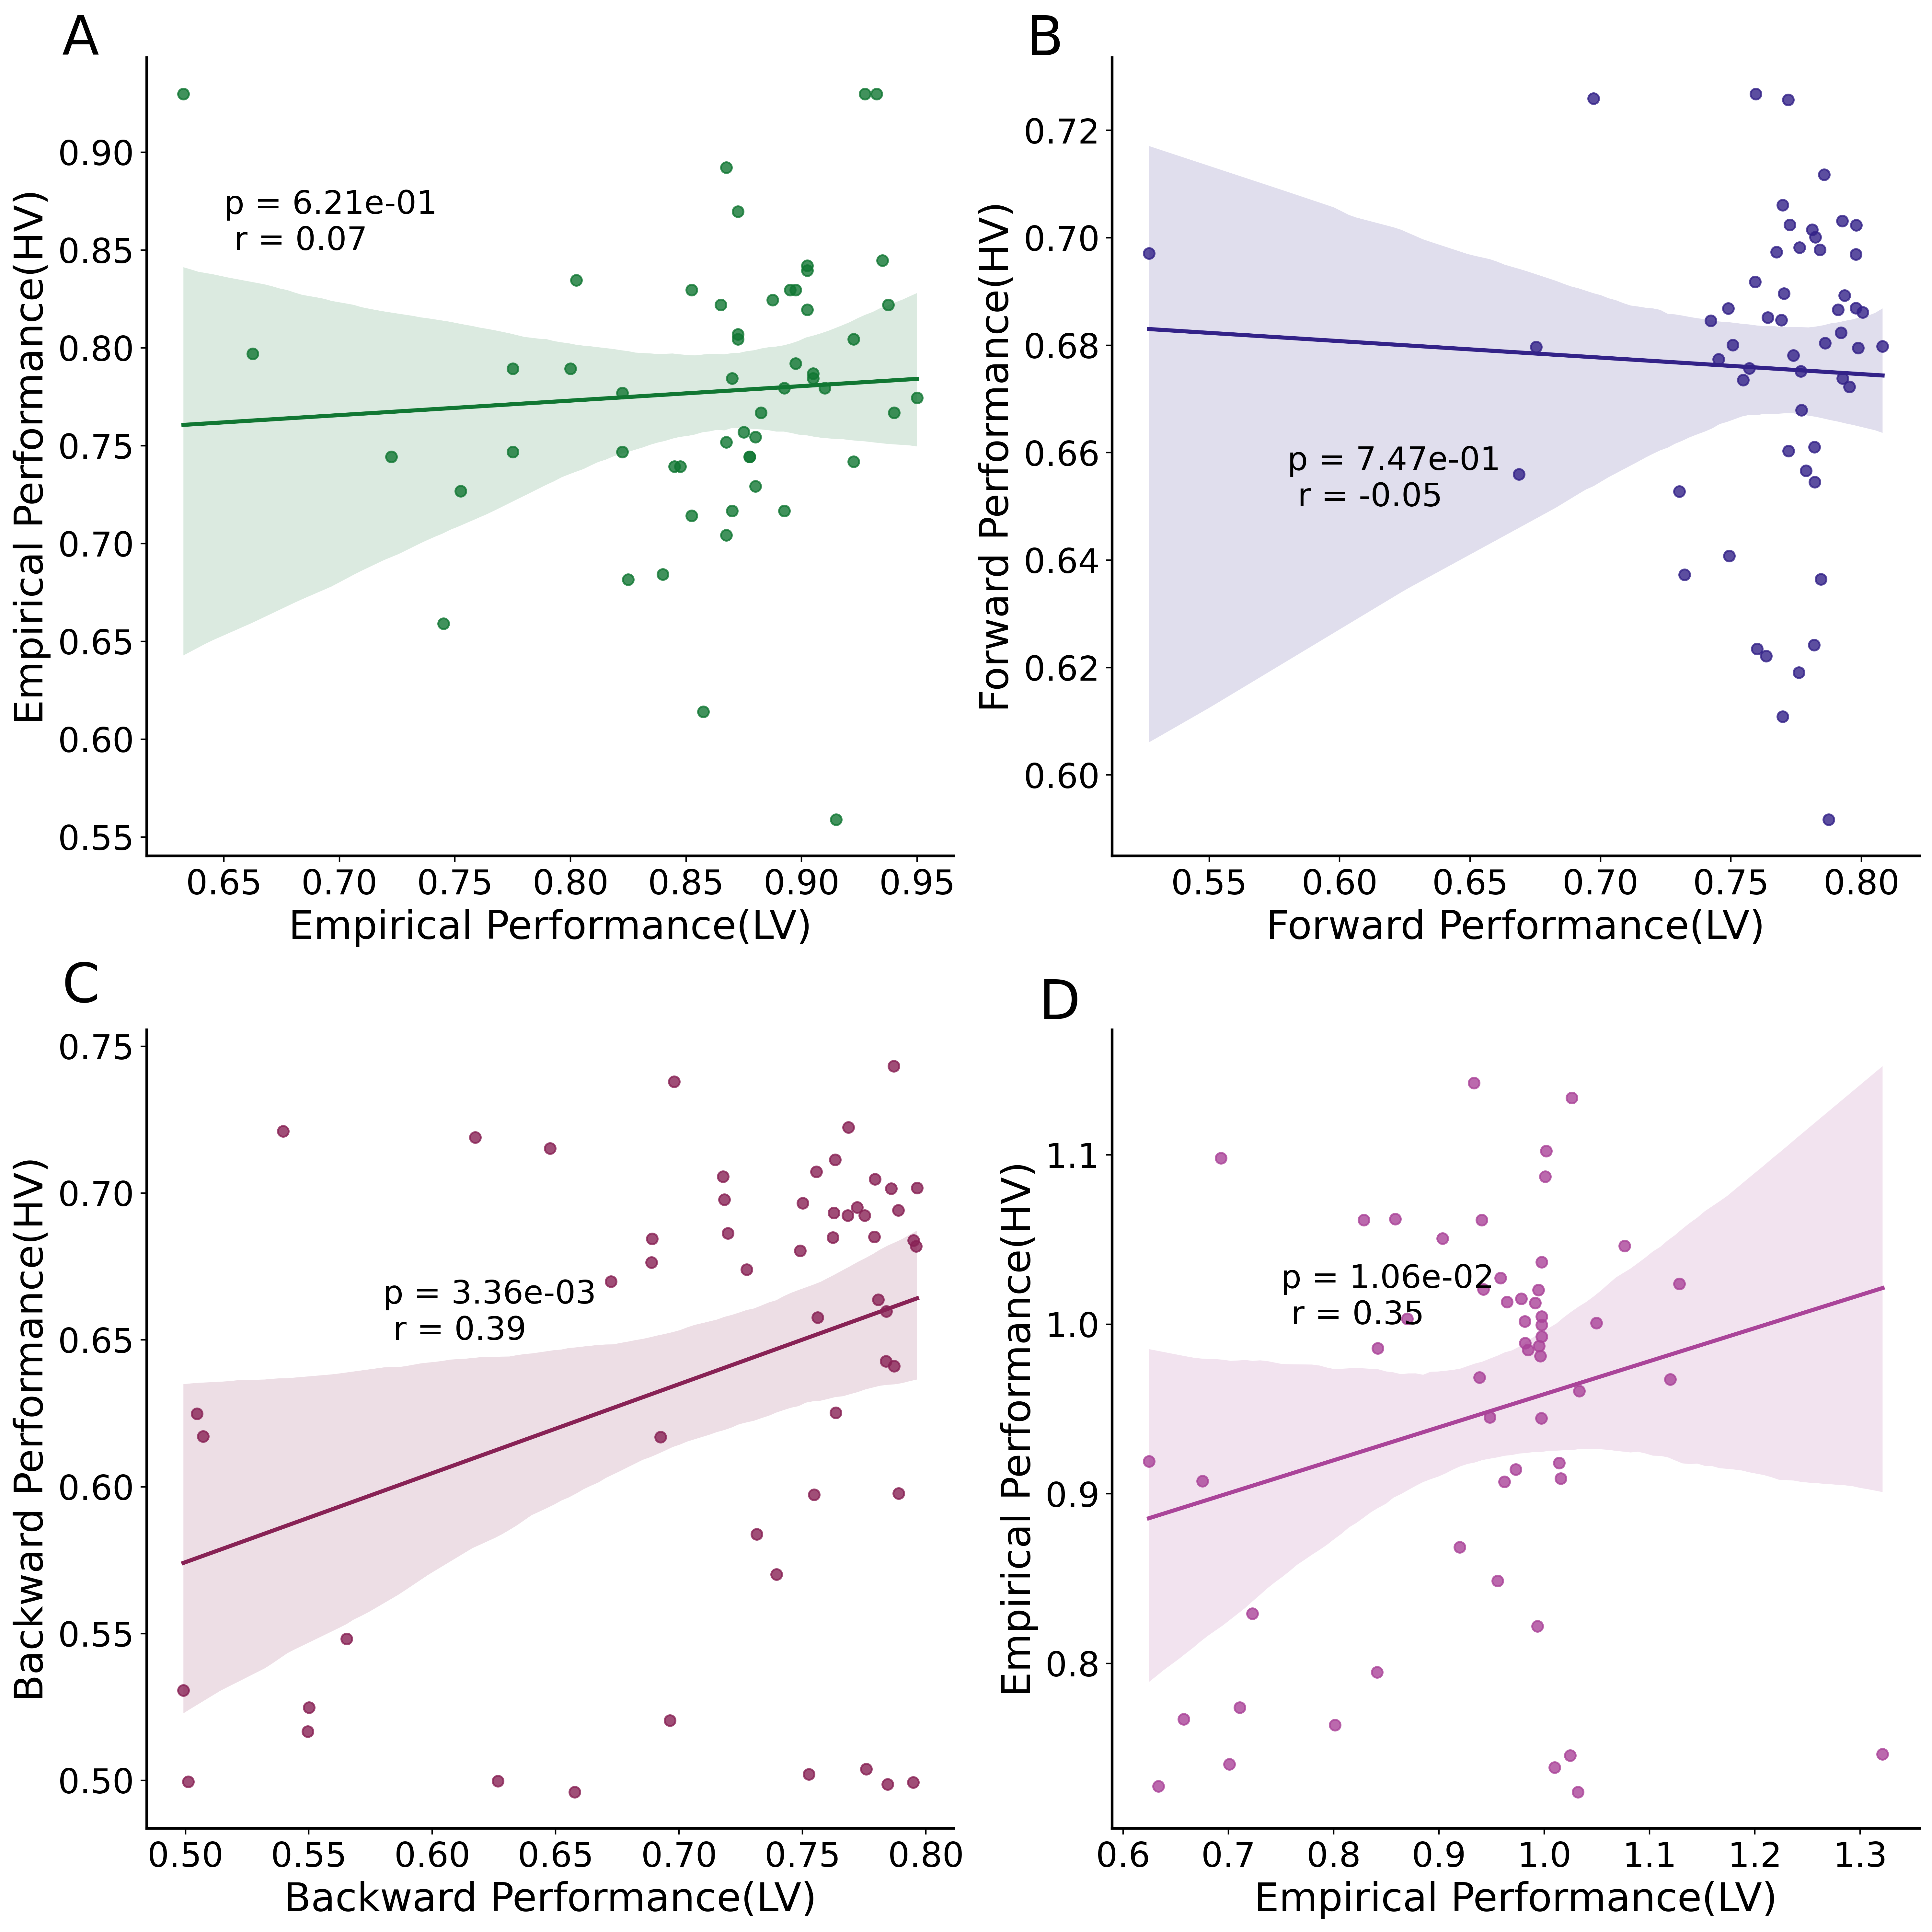 A
Empirical Performance(HV)
0.90
0.85
0.80
0.75
0.70
0.65
0.60
0.55
p = 6.21e-01
r = 0.07
0.65 0.70 0.75 0.80 0.85 0.90 0.95
Empirical Performance(LV)
B
Forward Performance(HV)
0.72
0.70
0.68
0.66
0.64
0.62
0.60
p = 7.47e-01
r = -0.05
0.55 0.60 0.65 0.70 0.75 0.80
Forward Performance(LV)
C
Backward Performance(HV)
0.75
0.70
0.65
0.60
0.55
0.50
p = 3.36e-03
r = 0.39
0.50 0.55 0.60 0.65 0.70 0.75 0.80
Backward Performance(LV)
D
Empirical Performance(HV)
1.1
1.0
0.9
0.8
p = 1.06e-02
r = 0.35
0.6 0.7 0.8 0.9 1.0 1.1 1.2 1.3
Empirical Performance(LV)